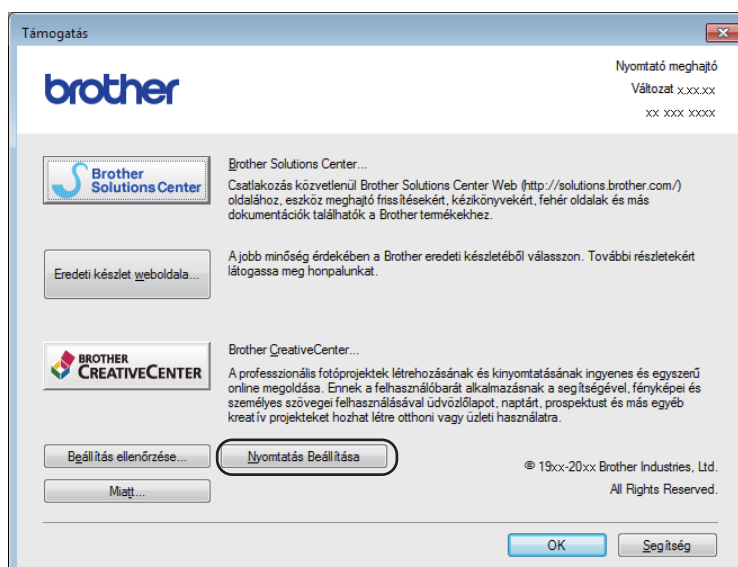 Támogatás
brother
Nyomtató meghajtó
Változat x.xx.xx
xx xxx xxxx
Brother
Solutions Center
Brother Solutions Center...
Csatlakozás közvetlenül Brother Solutions Center Web (http://solutions.brother.com/)
oldalához, eszköz meghajtó frissítésekért, kézikönyvekért, fehér oldalak és más
dokumentációk találhatók a Brother termékekhez.
Eredeti készlet weboldala...
A jobb minőség érdekében a Brother eredeti készletéből válasszon. További részletekért
látogassa meg honpalunkat.
BROTHER
CREATIVECENTER
Brother CreativeCenter...
A professzionális fotóprojektek létrehozásának és kinyomtatásának ingyenes és egyszerű
online megoldása. Ennek a felhasználóbarát alkalmazásnak a segítségével, fényképei és
személyes szövegei felhasználásával üdvözlőlapot, naptárt, prospektust és más egyéb
kreatív projekteket hozhat létre otthoni vagy üzleti használatra.
Beállítás ellenőrzése...
Nyomtatás Beállítása
Miatt...
© 19xx-20xx Brother Industries, Ltd.
All Rights Reserved.
OK
Segítség